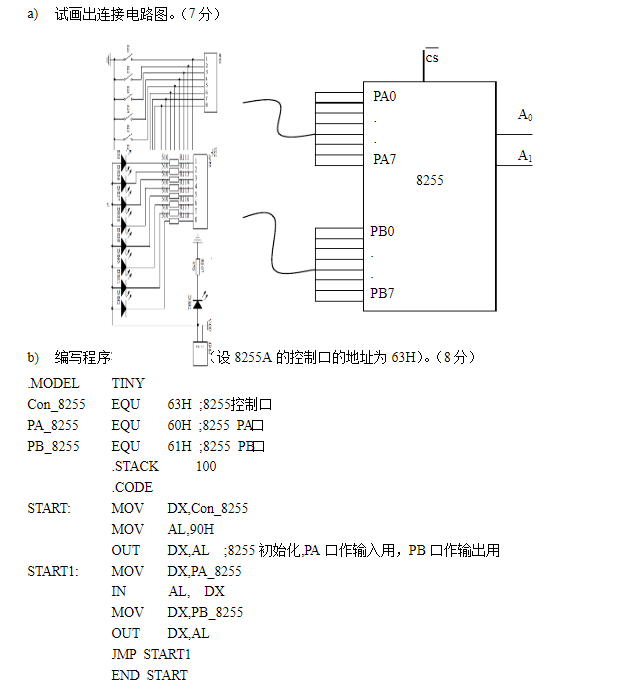 a) 试画出连接电路图。（7 分）
CS
PA0
.
A0
.
A1
PA7
8255
PB0
.
.
PB7
b) 编写程序 设 8255A 的控制口的地址为 63H）。（8 分）
.MODEL TINY
Con_8255 EQU 63H ;8255控制口
PA_8255 EQU 60H ;8255 PA口
PB_8255 EQU 61H ;8255 PB口
.STACK 100
.CODE
START: MOV DX,Con_8255
MOV AL,90H
OUT DX,AL ;8255 初始化,PA 口作输入用，PB 口作输出用
START1: MOV DX,PA_8255
IN AL, DX
MOV DX,PB_8255
OUT DX,AL
JMP START1
END START